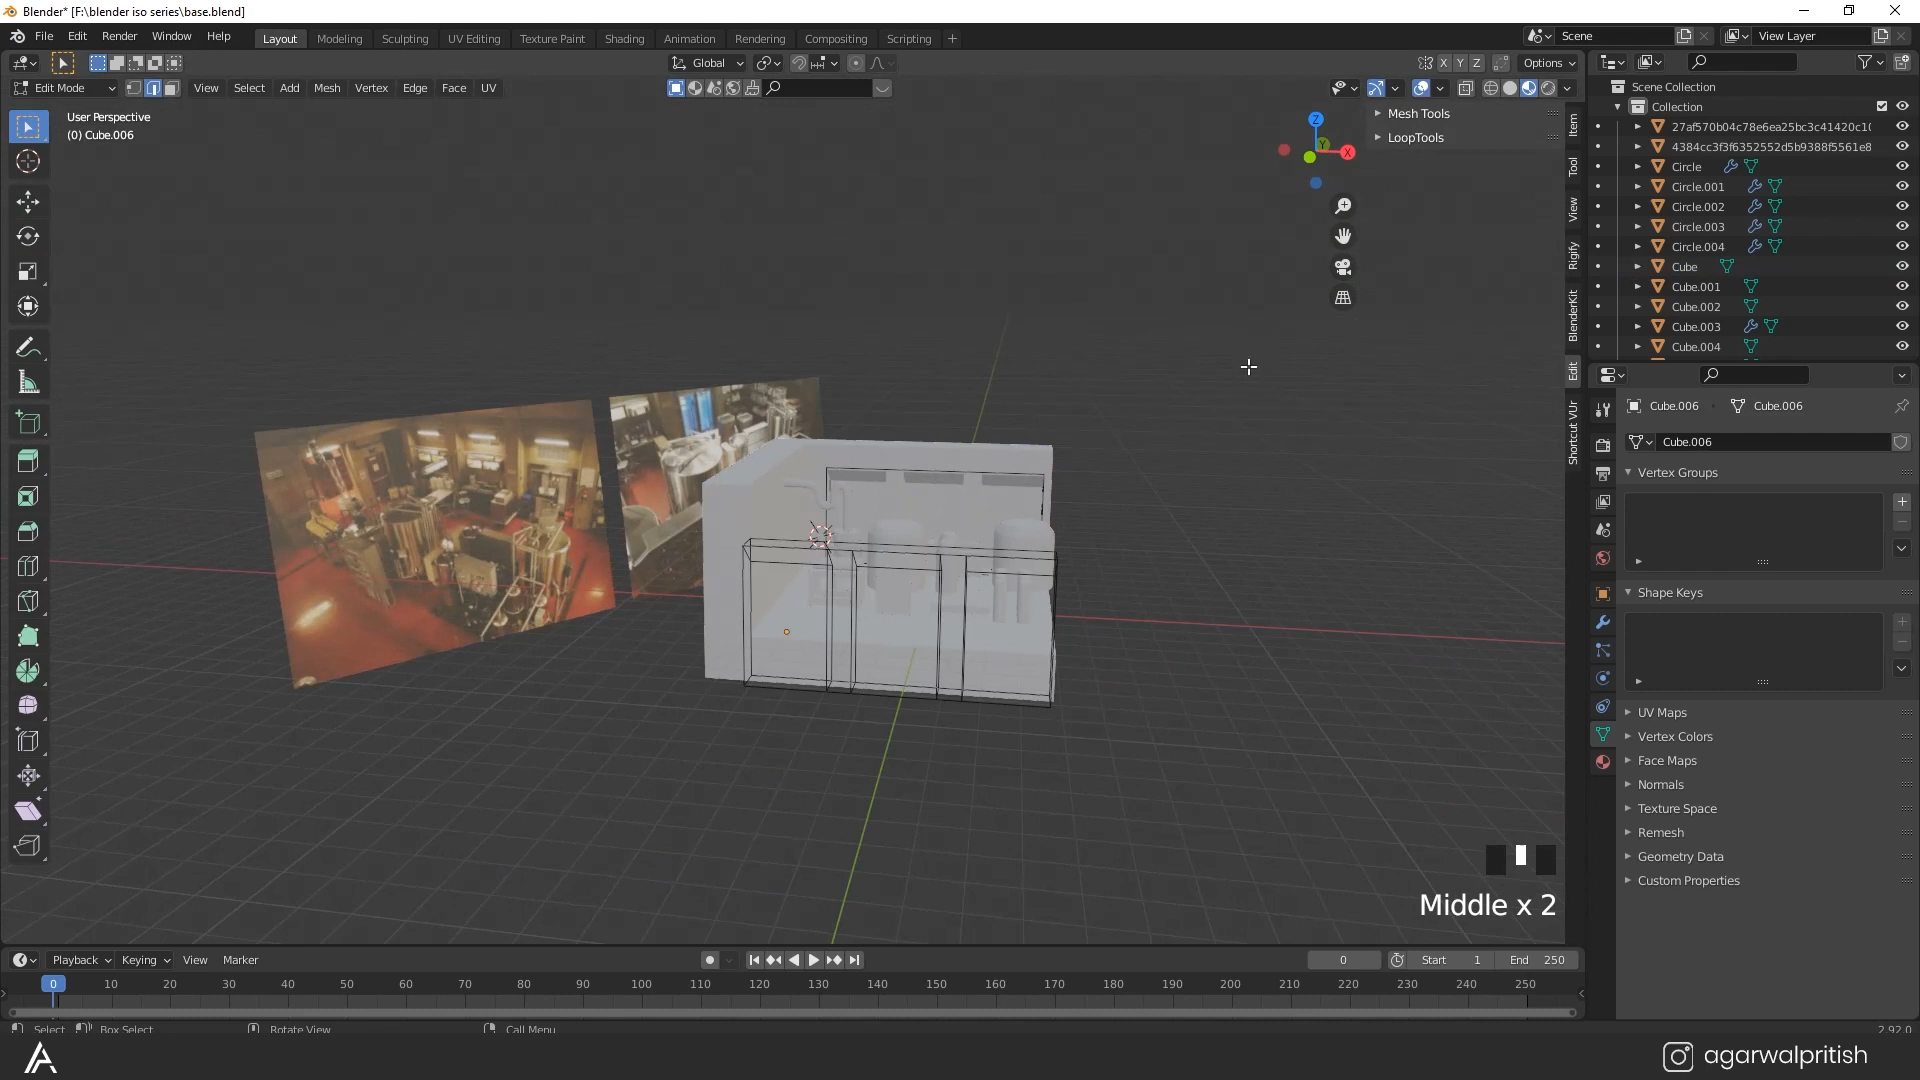 Blender* [F:\blender iso series\base.blend]
File Edit Render Window Help
Layout Modeling Sculpting UV Editing Texture Paint Shading Animation Rendering Compositing Scripting +
Scene
View Layer
Global
X Y Z
Options
Edit Mode
View Select Add Mesh Vertex Edge Face UV
User Perspective
(0) Cube.006
Mesh Tools
LoopTools
Z
Y
X
Item
Tool
View
Rigify
BlenderKit
Edit
Shortcut VUr
Scene Collection
Collection
27af570b04c78e6ea25bc3c41420c1(
4384cc3f3f6352552d5b9388f5561e8
Circle
Circle.001
Circle.002
Circle.003
Circle.004
Cube
Cube.001
Cube.002
Cube.003
Cube.004
Cube.006 Cube.006
Cube.006
Vertex Groups
Shape Keys
UV Maps
Vertex Colors
Face Maps
Normals
Texture Space
Remesh
Geometry Data
Custom Properties
Middle x 2
Playback Keying View Marker
0
Start 1
End 250
0 10 20 30 40 50 60 70 80 90 100 110 120 130 140 150 160 170 180 190 200 210 220 230 240 250
Select Box Select Rotate View Call Menu
2.92.0
agarwalpritish